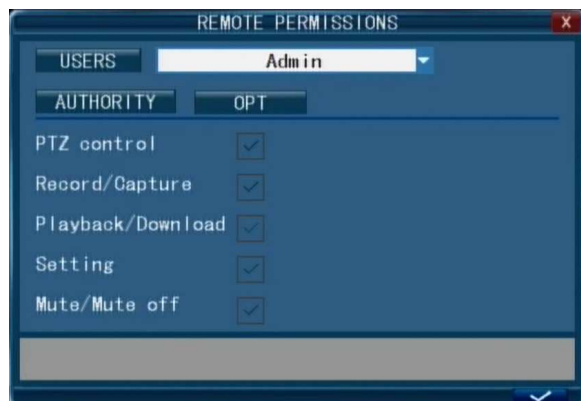 REMOTE PERMISSIONS X
USERS Admin
AUTHORITY OPT
PTZ control
Record/Capture
Playback/Download
Setting
Mute/Mute off